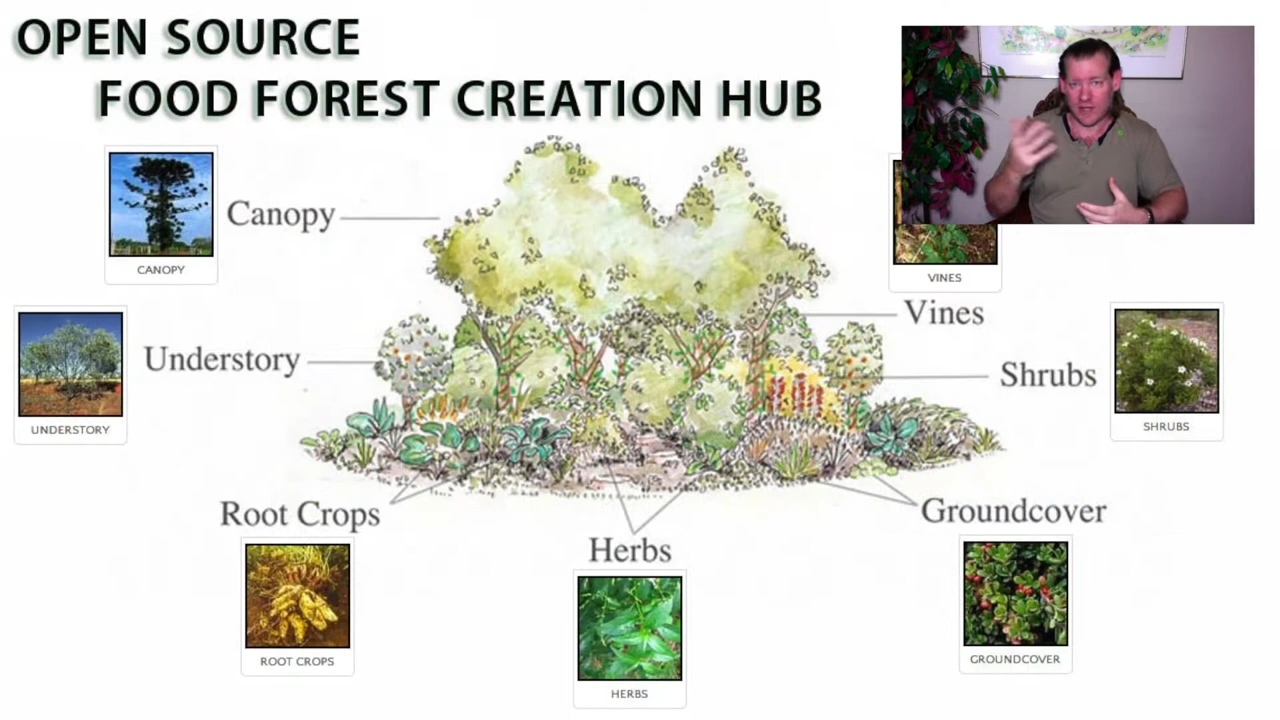 OPEN SOURCE
FOOD FOREST CREATION HUB
CANOPY
Canopy
VINES
Vines
UNDERSTORY
Understory
Shrubs
SHRUBS
Root Crops
Groundcover
Herbs
ROOT CROPS
GROUNDCOVER
HERBS